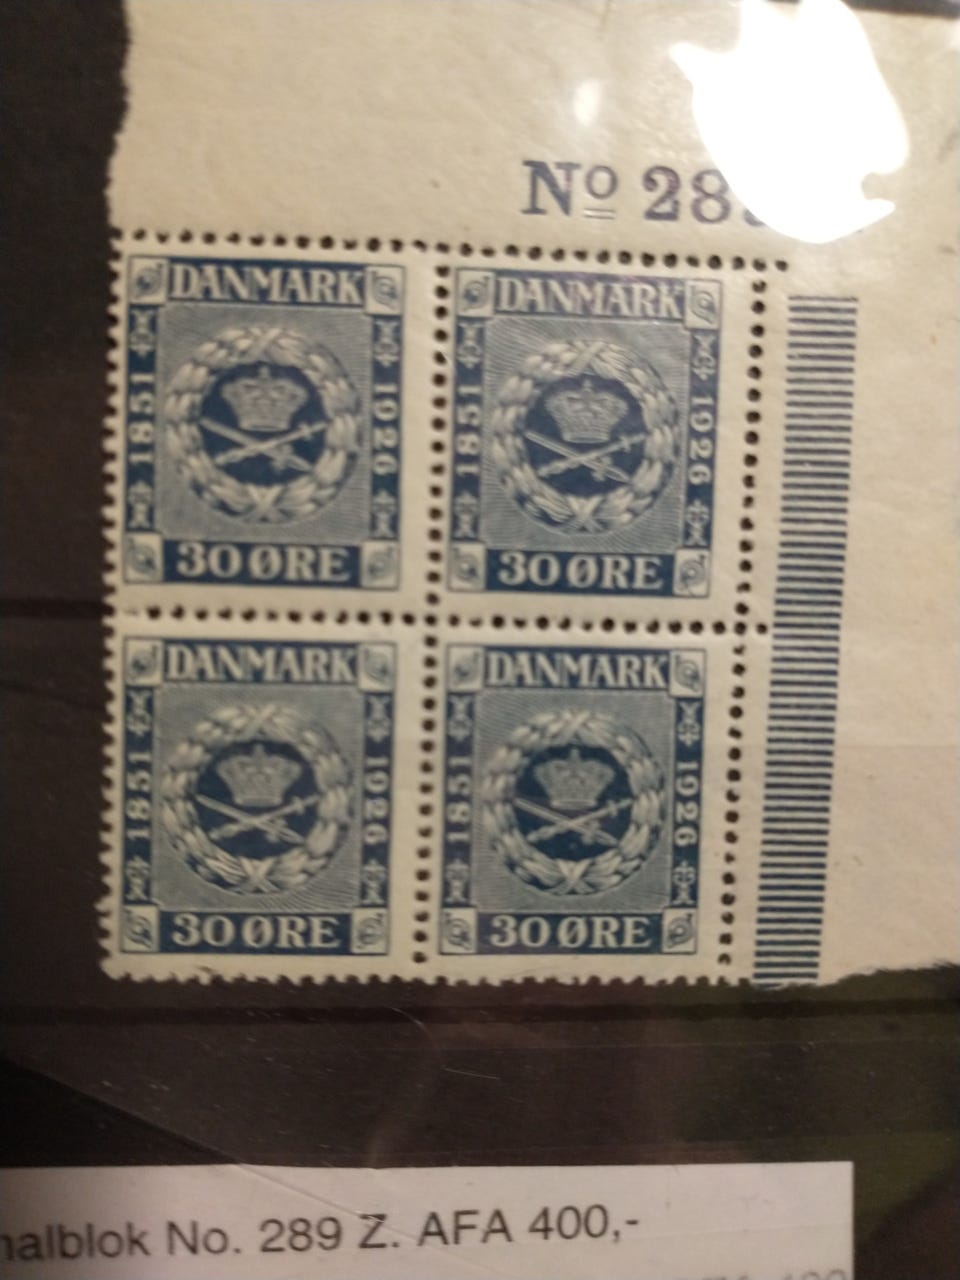 No 28
DANMARK DANMARK
1851 1926 1851 1926
30 ØRE 30 ØRE
DANMARK DANMARK
1851 1926 1851 1926
30 ØRE 30 ØRE
No. 289 Z. AFA 400,-